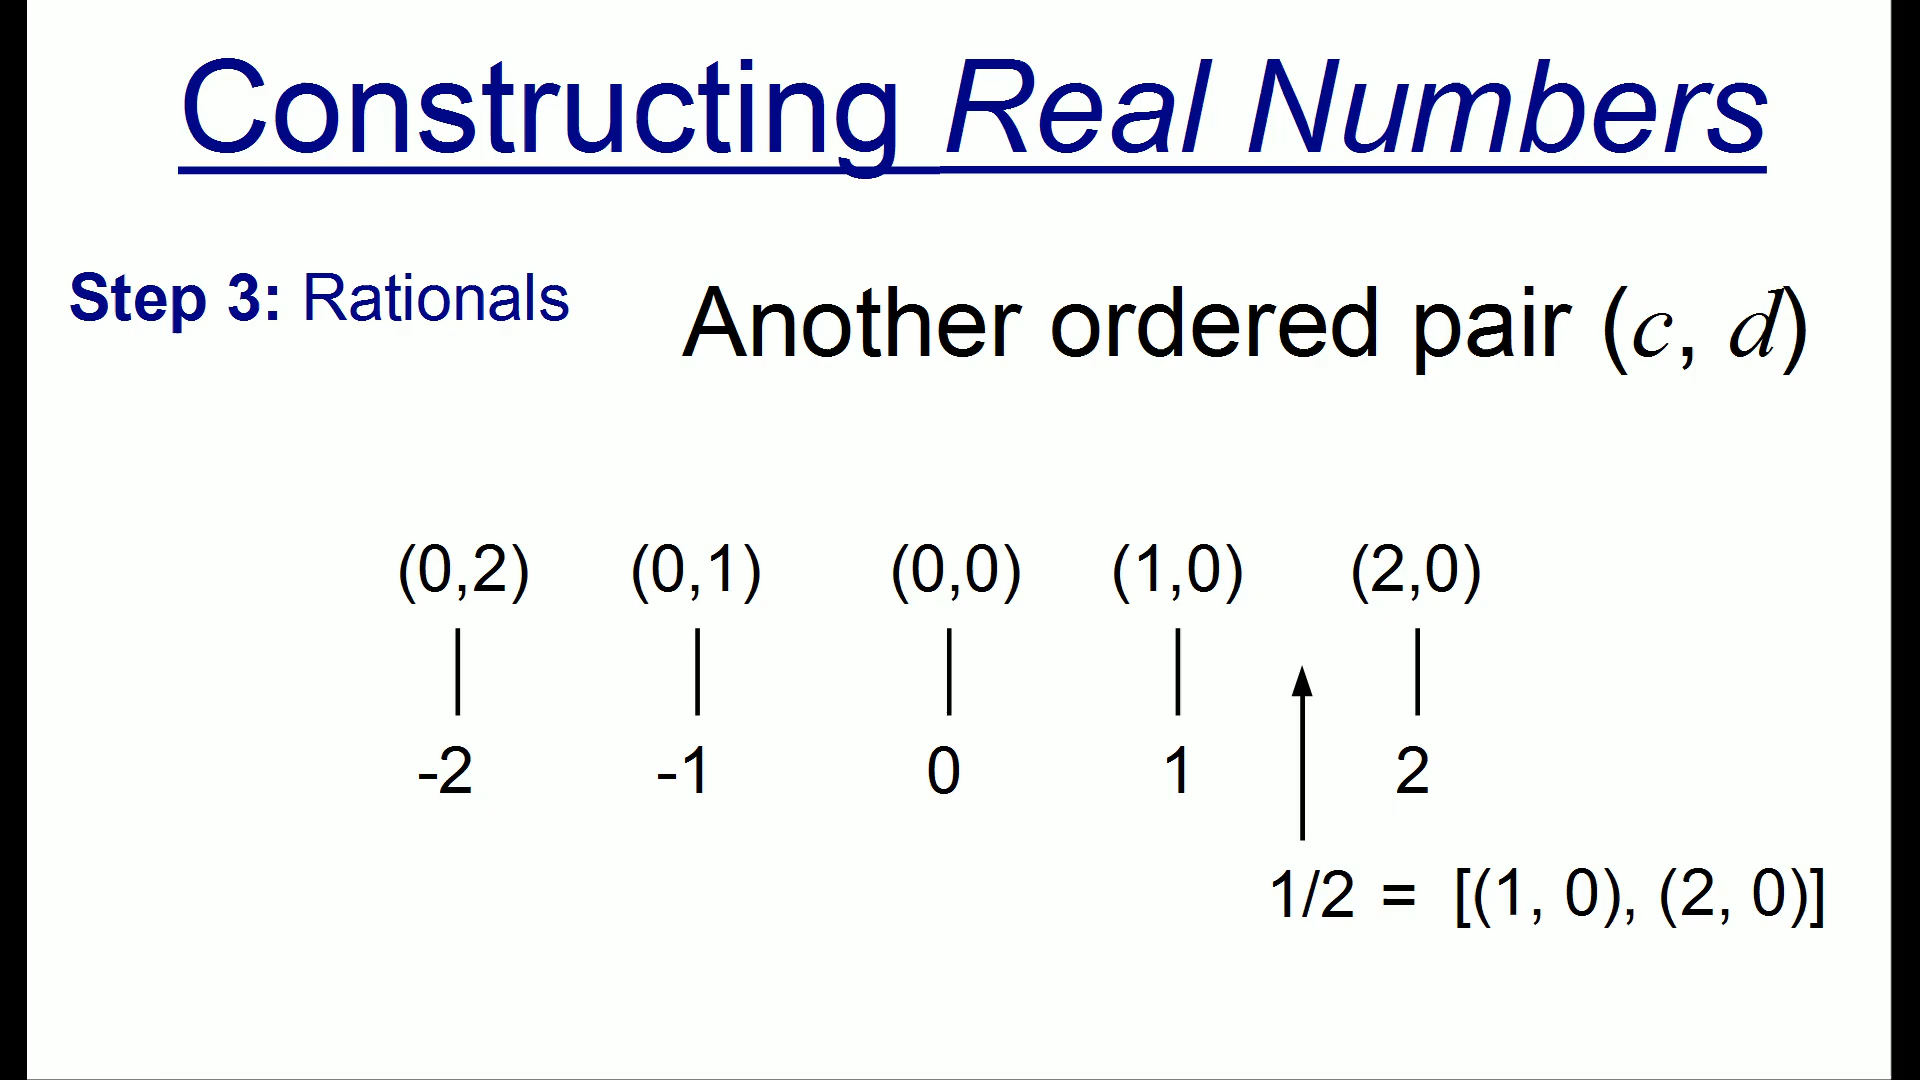 Constructing Real Numbers
Step 3: Rationals
Another ordered pair (c, d)
(0,2) (0,1) (0,0) (1,0) (2,0)
-2 -1 0 1 2
1/2 = [(1, 0), (2, 0)]